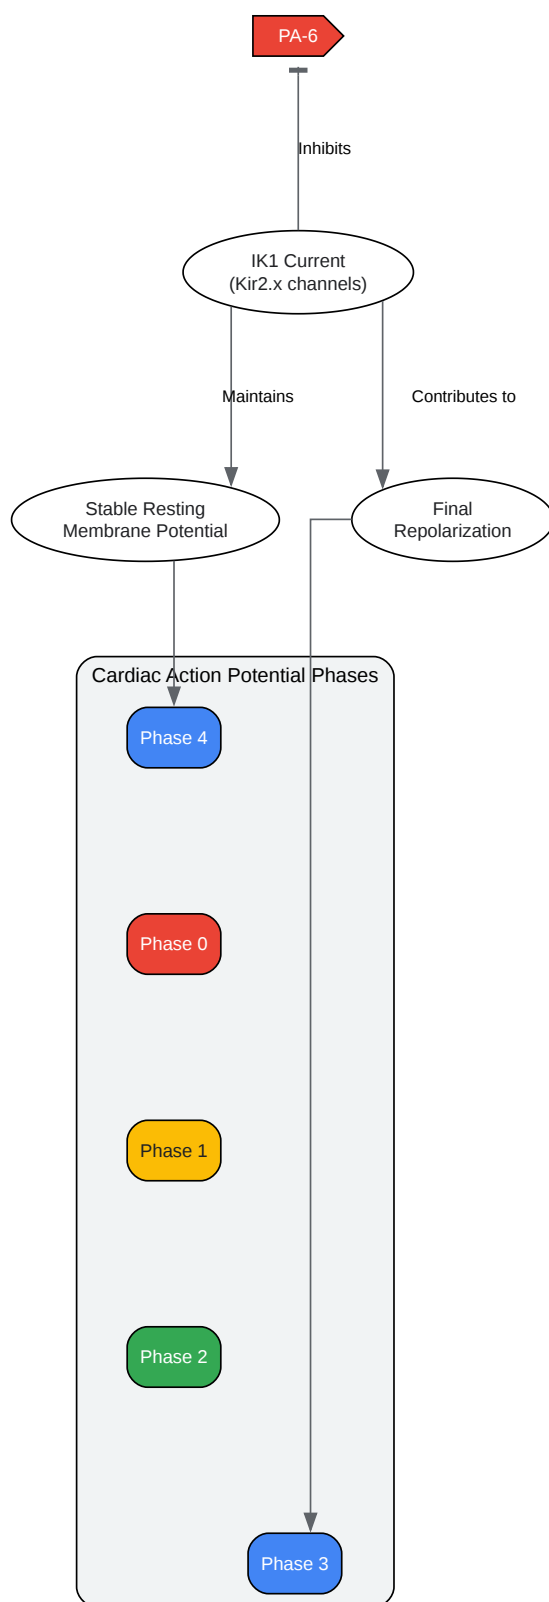 PA-6
Inhibits
IK1 Current
(Kir2.x channels)
Maintains
Contributes to
Stable Resting
Membrane Potential
Final
Repolarization
Cardiac Action Potential Phases
Phase 4
Phase 0
Phase 1
Phase 2
Phase 3